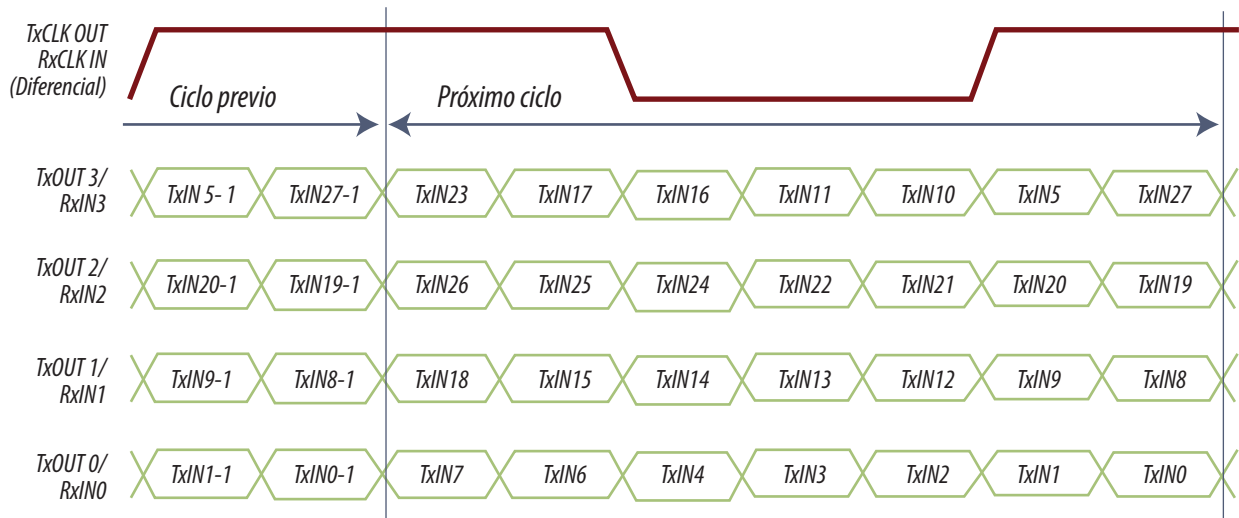 TxCLK OUT
RxCLK IN
(Diferencial)
Ciclo previo
Próximo ciclo
TxOUT 3/
RxIN3
TxIN 5- 1 TxIN27-1 TxIN23 TxIN17 TxIN16 TxIN11 TxIN10 TxIN5 TxIN27
TxOUT 2/
RxIN2
TxIN20-1 TxIN19-1 TxIN26 TxIN25 TxIN24 TxIN22 TxIN21 TxIN20 TxIN19
TxOUT 1/
RxIN1
TxIN9-1 TxIN8-1 TxIN18 TxIN15 TxIN14 TxIN13 TxIN12 TxIN9 TxIN8
TxOUT 0/
RxINO
TxIN1-1 TxIN0-1 TxIN7 TxIN6 TxIN4 TxIN3 TxIN2 TxIN1 TxIN0